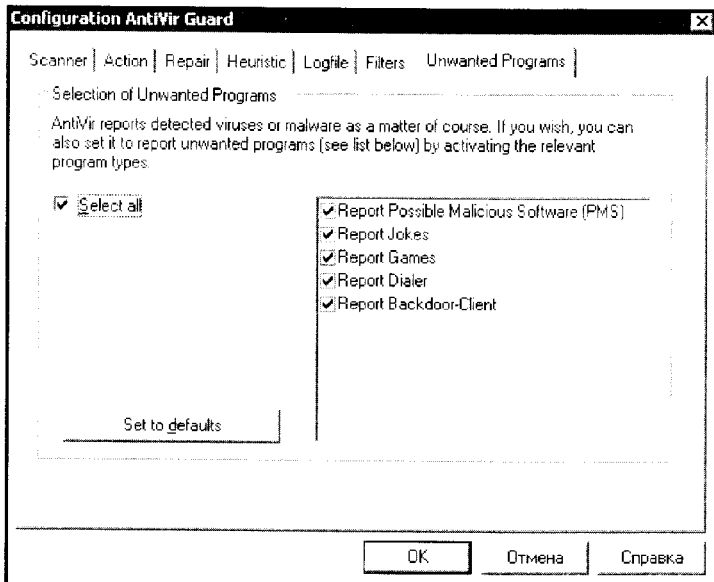 Configuration AntiVir Guard
Scanner Action Repair Heuristic Logfile Filters Unwanted Programs
Selection of Unwanted Programs
AntiVir reports detected viruses or malware as a matter of course. If you wish, you can
also set it to report unwanted programs (see list below) by activating the relevant
program types.
Select all
Report Possible Malicious Software (PMS)
Report Jokes
Report Games
Report Dialer
Report Backdoor-Client
Set to defaults
OK Отмена Справка